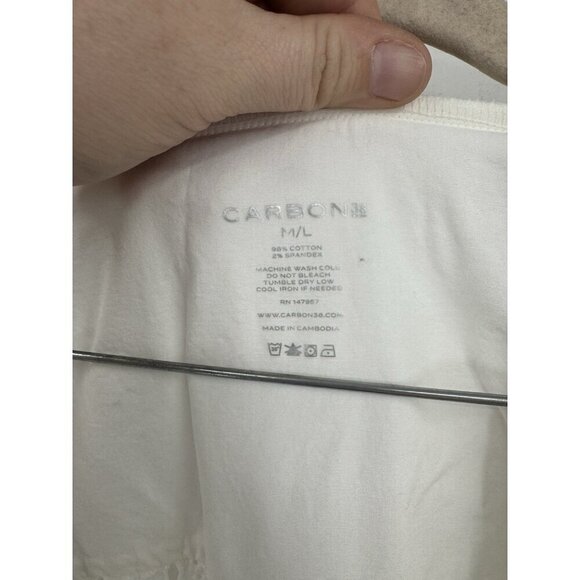 CARBON38
M/L
98% COTTON
2% SPANDEX
MACHINE WASH COLD
DO NOT BLEACH
TUMBLE DRY LOW
COOL IRON IF NEEDED
RN 147957
WWW.CARBON38.COM
MADE IN CAMBODIA